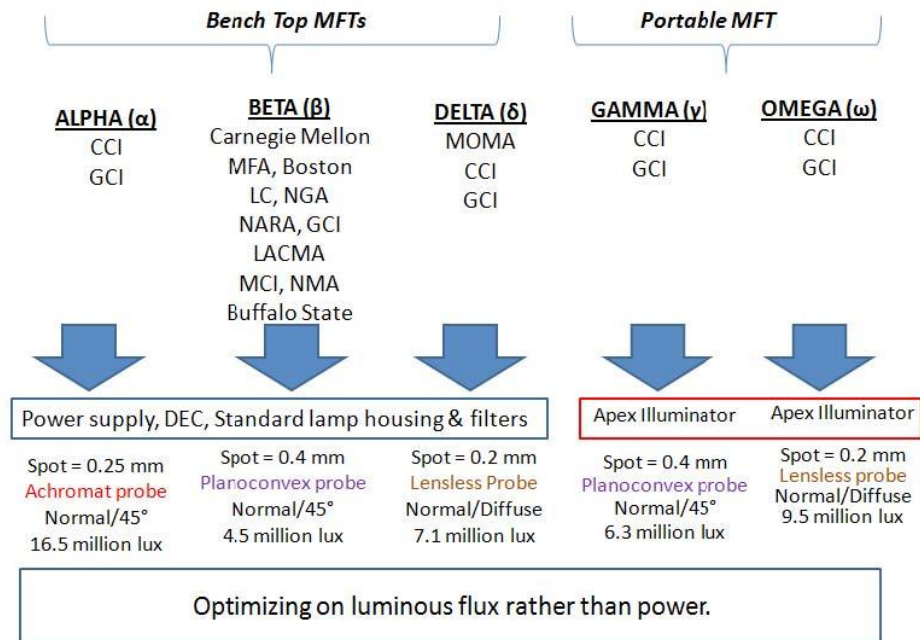 Bench Top MFTs
Portable MFT
ALPHA (α)
CCI
GCI
BETA (β)
Carnegie Mellon
MFA, Boston
LC, NGA
NARA, GCI
LACMA
MCI, NMA
Buffalo State
DELTA (δ)
MOMA
CCI
GCI
GAMMA (γ)
CCI
GCI
OMEGA (ω)
CCI
GCI
Power supply, DEC, Standard lamp housing & filters
Apex Illuminator
Apex Illuminator
Spot = 0.25 mm
Achromat probe
Normal/45°
16.5 million lux
Spot = 0.4 mm
Planoconvex probe
Normal/45°
4.5 million lux
Spot = 0.2 mm
Lensless Probe
Normal/Diffuse
7.1 million lux
Spot = 0.4 mm
Planoconvex probe
Normal/45°
6.3 million lux
Spot = 0.2 mm
Lensless probe
Normal/Diffuse
9.5 million lux
Optimizing on luminous flux rather than power.